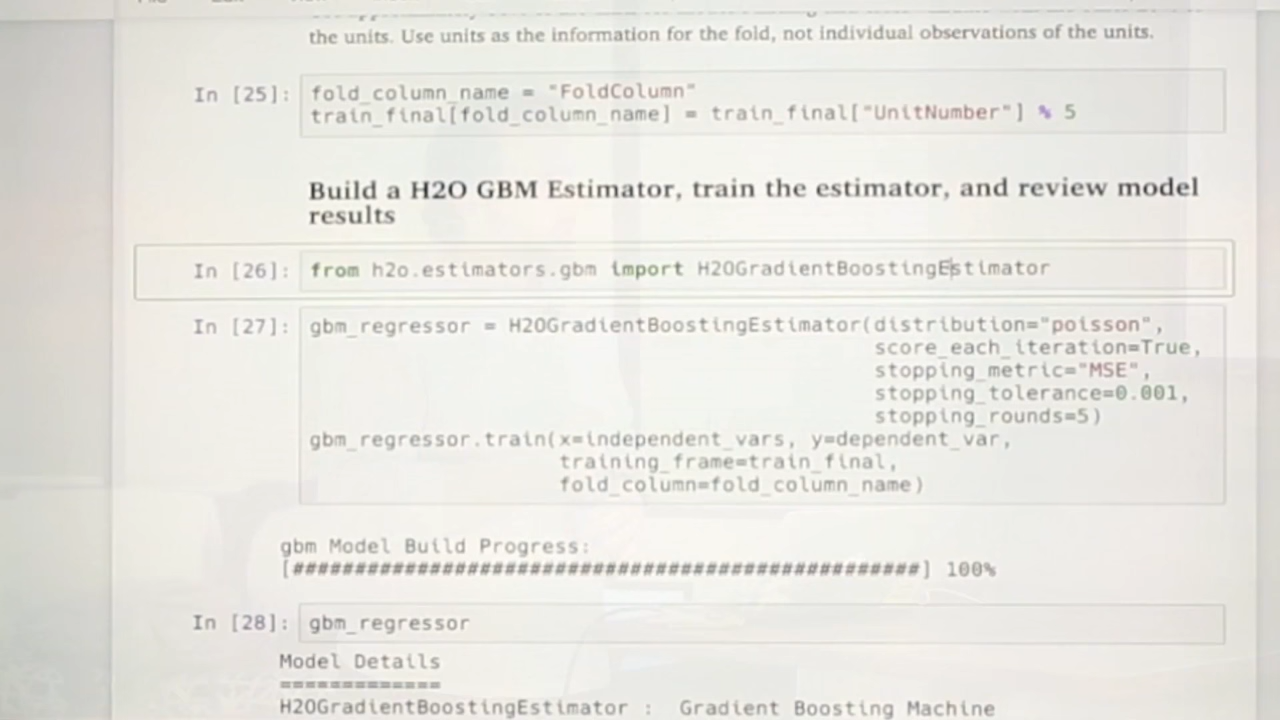 the units. Use units as the information for the fold, not individual observations of the units.
In [25]: fold_column_name = "FoldColumn"
train_final[fold_column_name] = train_final["UnitNumber"] % 5
Build a H2O GBM Estimator, train the estimator, and review model
results
In [26]: from h2o.estimators.gbm import H2OGradientBoostingEstimator
In [27]: gbm_regressor = H2OGradientBoostingEstimator(distribution="poisson",
score_each_iteration=True,
stopping_metric="MSE",
stopping_tolerance=0.001,
stopping_rounds=5)
gbm_regressor.train(x=independent_vars, y=dependent_var,
training_frame=train_final,
fold_column=fold_column_name)
gbm Model Build Progress:
[##################################################] 100%
In [28]: gbm_regressor
Model Details
=============
H2OGradientBoostingEstimator : Gradient Boosting Machine